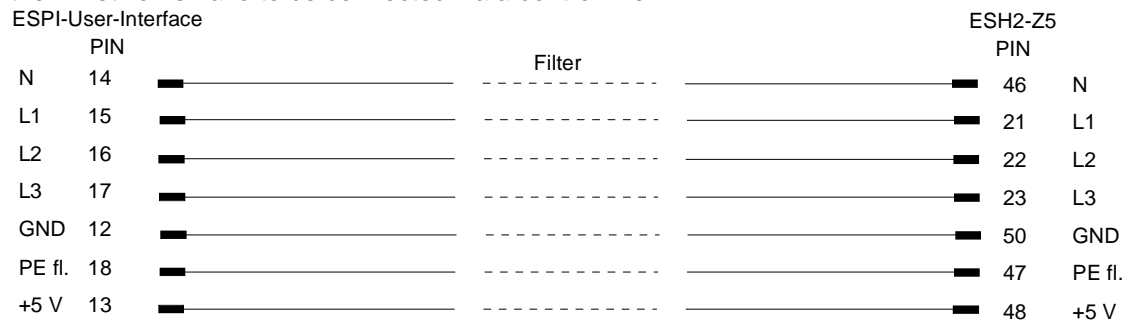 ESPI-User-Interface ESH2-Z5
PIN PIN
Filter
N 14 46 N
L1 15 21 L1
L2 16 22 L2
L3 17 23 L3
GND 12 50 GND
PE fl. 18 47 PE fl.
+5 V 13 48 +5 V